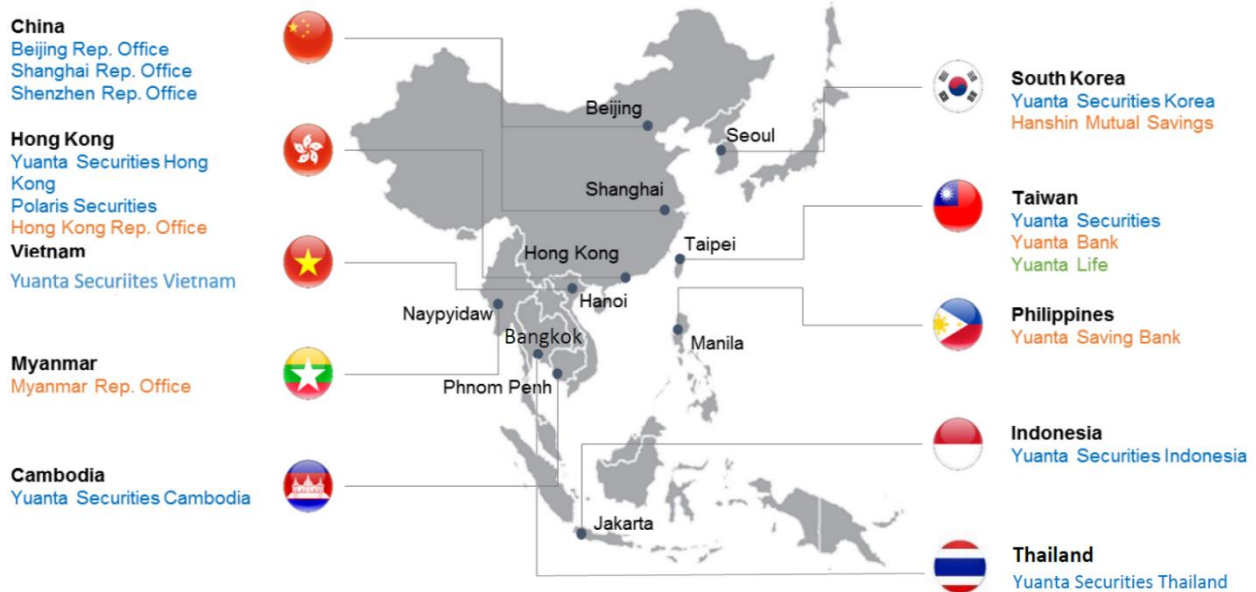 China
Beijing Rep. Office
Shanghai Rep. Office
Shenzhen Rep. Office
Hong Kong
Yuanta Securities Hong
Kong
Polaris Securities
Hong Kong Rep. Office
Vietnam
Yuanta Securiites Vietnam
Myanmar
Myanmar Rep. Office
Cambodia
Yuanta Securities Cambodia
Beijing
Seoul
Shanghai
Taipei
Hong Kong
Hanoi
Naypyidaw
Bangkok
Manila
Phnom Penh
Jakarta
South Korea
Yuanta Securities Korea
Hanshin Mutual Savings
Taiwan
Yuanta Securities
Yuanta Bank
Yuanta Life
Philippines
Yuanta Saving Bank
Indonesia
Yuanta Securities Indonesia
Thailand
Yuanta Securities Thailand